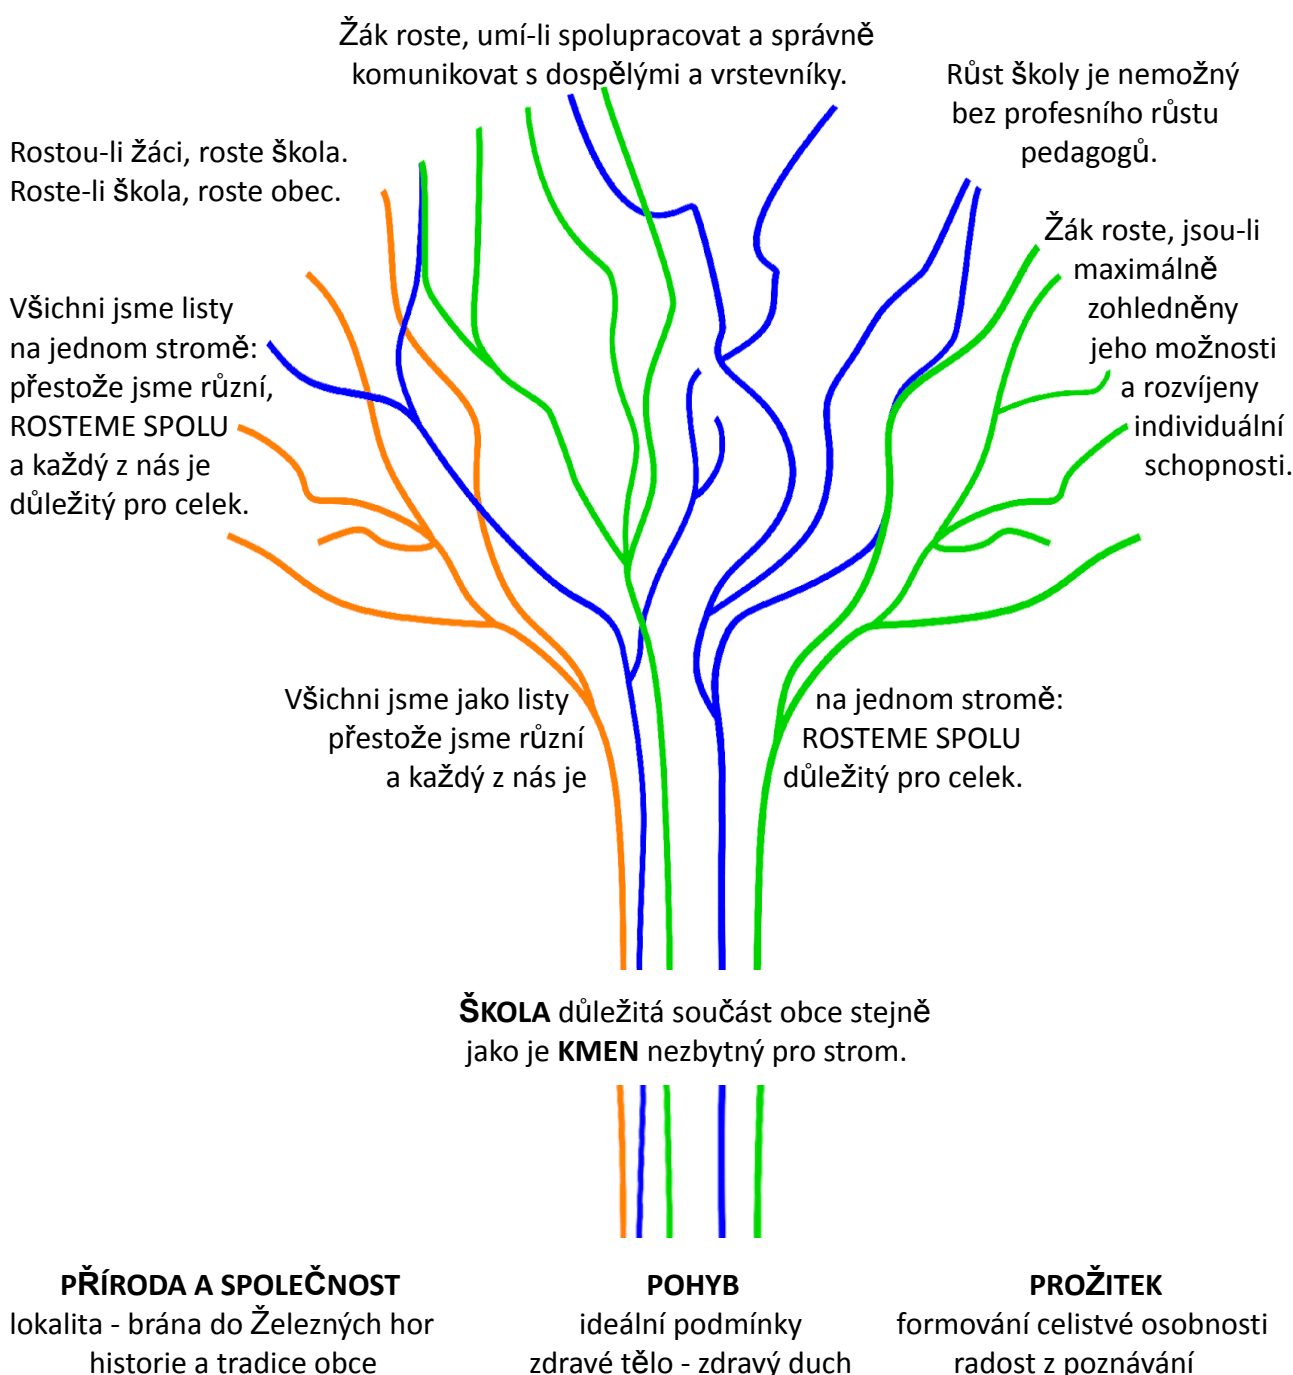 Žák roste, umí-li spolupracovat a správně
komunikovat s dospělými a vrstevníky.
Růst školy je nemožný
bez profesního růstu
pedagogů.
Rostou-li žáci, roste škola.
Roste-li škola, roste obec.
Žák roste, jsou-li
maximálně
zohledněny
jeho možnosti
a rozvíjeny
individuální
schopnosti.
Všichni jsme listy
na jednom stromě:
přestože jsme různí,
ROSTEME SPOLU
a každý z nás je
důležitý pro celek.
Všichni jsme jako listy na jednom stromě:
přestože jsme různí ROSTEME SPOLU
a každý z nás je důležitý pro celek.
ŠKOLA důležitá součást obce stejně
jako je KMEN nezbytný pro strom.
PŘÍRODA A SPOLEČNOST
lokalita - brána do Železných hor
historie a tradice obce
POHYB
ideální podmínky
zdravé tělo - zdravý duch
PROŽITEK
formování celistvé osobnosti
radost z poznávání